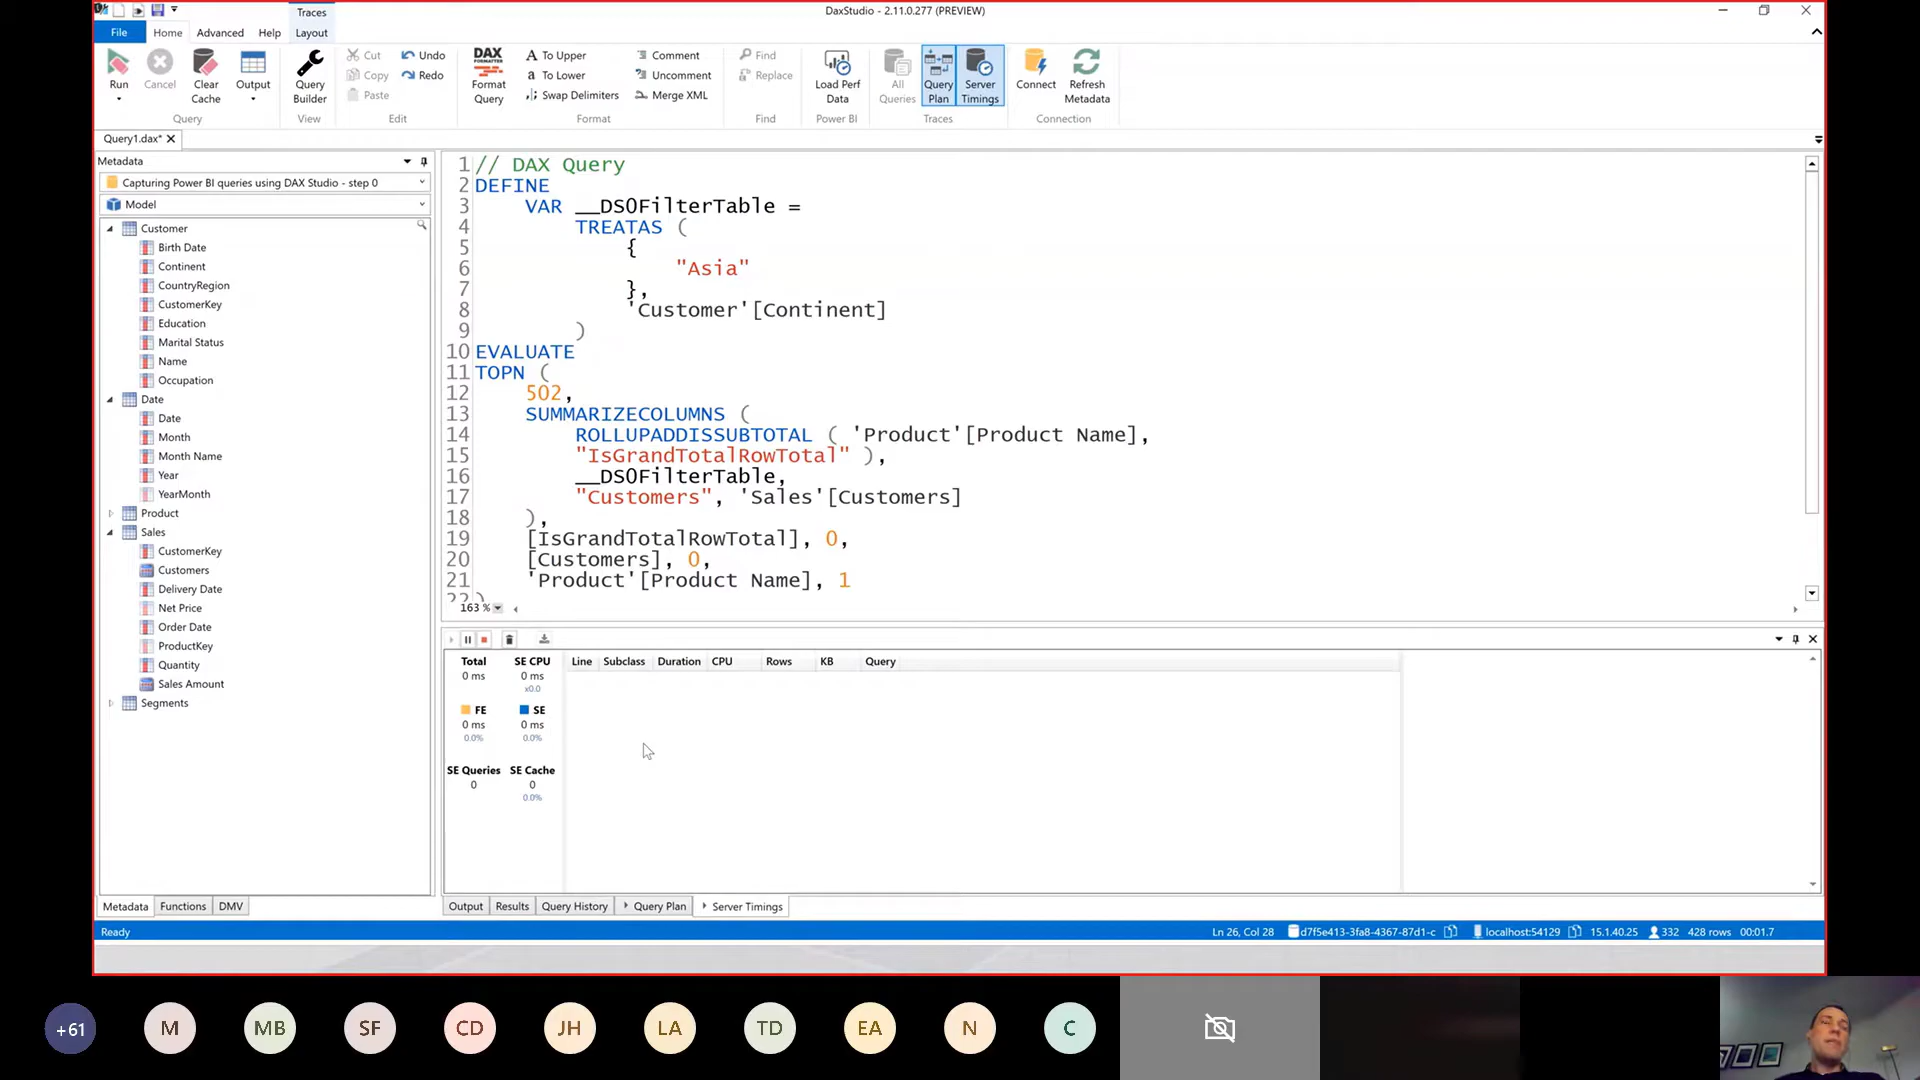 DaxStudio - 2.11.0.277 (PREVIEW)
Traces
File Home Advanced Help Layout
Run Cancel Clear Cache Output
Query
Query Builder
View
Cut Undo
Copy Redo
Paste
Edit
DAX FORMATTER
Format Query
To Upper Comment
To Lower Uncomment
Swap Delimiters Merge XML
Format
Find
Replace
Find
Load Perf Data
Power BI
All Queries Query Plan Server Timings
Traces
Connect Refresh Metadata
Connection
Query1.dax*
Metadata
Capturing Power BI queries using DAX Studio - step 0
Model
Customer
Birth Date
Continent
CountryRegion
CustomerKey
Education
Marital Status
Name
Occupation
Date
Date
Month
Month Name
Year
YearMonth
Product
Sales
CustomerKey
Customers
Delivery Date
Net Price
Order Date
ProductKey
Quantity
Sales Amount
Segments
Metadata Functions DMV
1 // DAX Query
2 DEFINE
3 VAR __DS0FilterTable =
4 TREATAS (
5 {
6 "Asia"
7 },
8 'Customer'[Continent]
9 )
10 EVALUATE
11 TOPN (
12 502,
13 SUMMARIZECOLUMNS (
14 ROLLUPADDISSUBTOTAL ( 'Product'[Product Name],
15 "IsGrandTotalRowTotal" ),
16 __DS0FilterTable,
17 "Customers", 'Sales'[Customers]
18 ),
19 [IsGrandTotalRowTotal], 0,
20 [Customers], 0,
21 'Product'[Product Name], 1
22 )
163 %
Total SE CPU Line Subclass Duration CPU Rows KB Query
0 ms 0 ms
x0.0
FE SE
0 ms 0 ms
0.0% 0.0%
SE Queries SE Cache
0 0
0.0%
Output Results Query History Query Plan Server Timings
Ready Ln 26, Col 28 d7f5e413-3fa8-4367-87d1-c localhost:54129 15.1.40.25 332 428 rows 00:01.7
+61 M MB SF CD JH LA TD EA N C